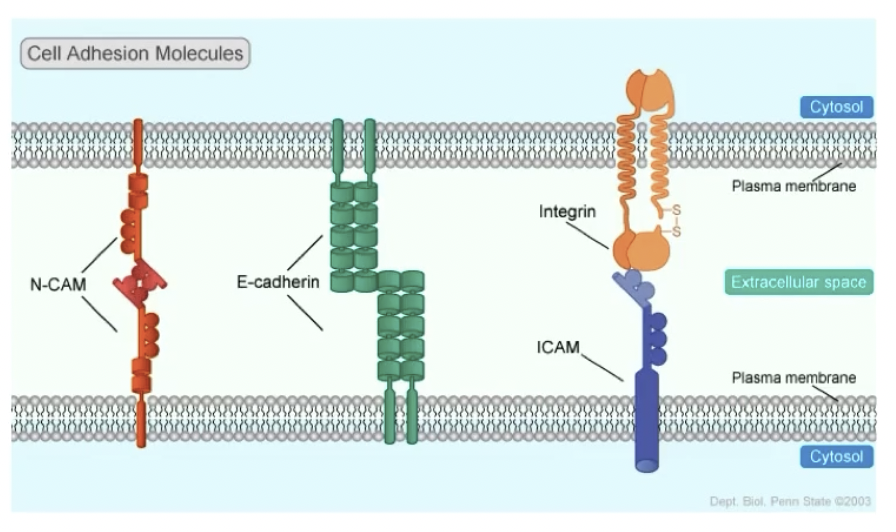 Cell Adhesion Molecules
Cytosol
Plasma membrane
Integrin
S
S
N-CAM
E-cadherin
Extracellular space
ICAM
Plasma membrane
Cytosol
Dept. Biol. Penn State ©2003